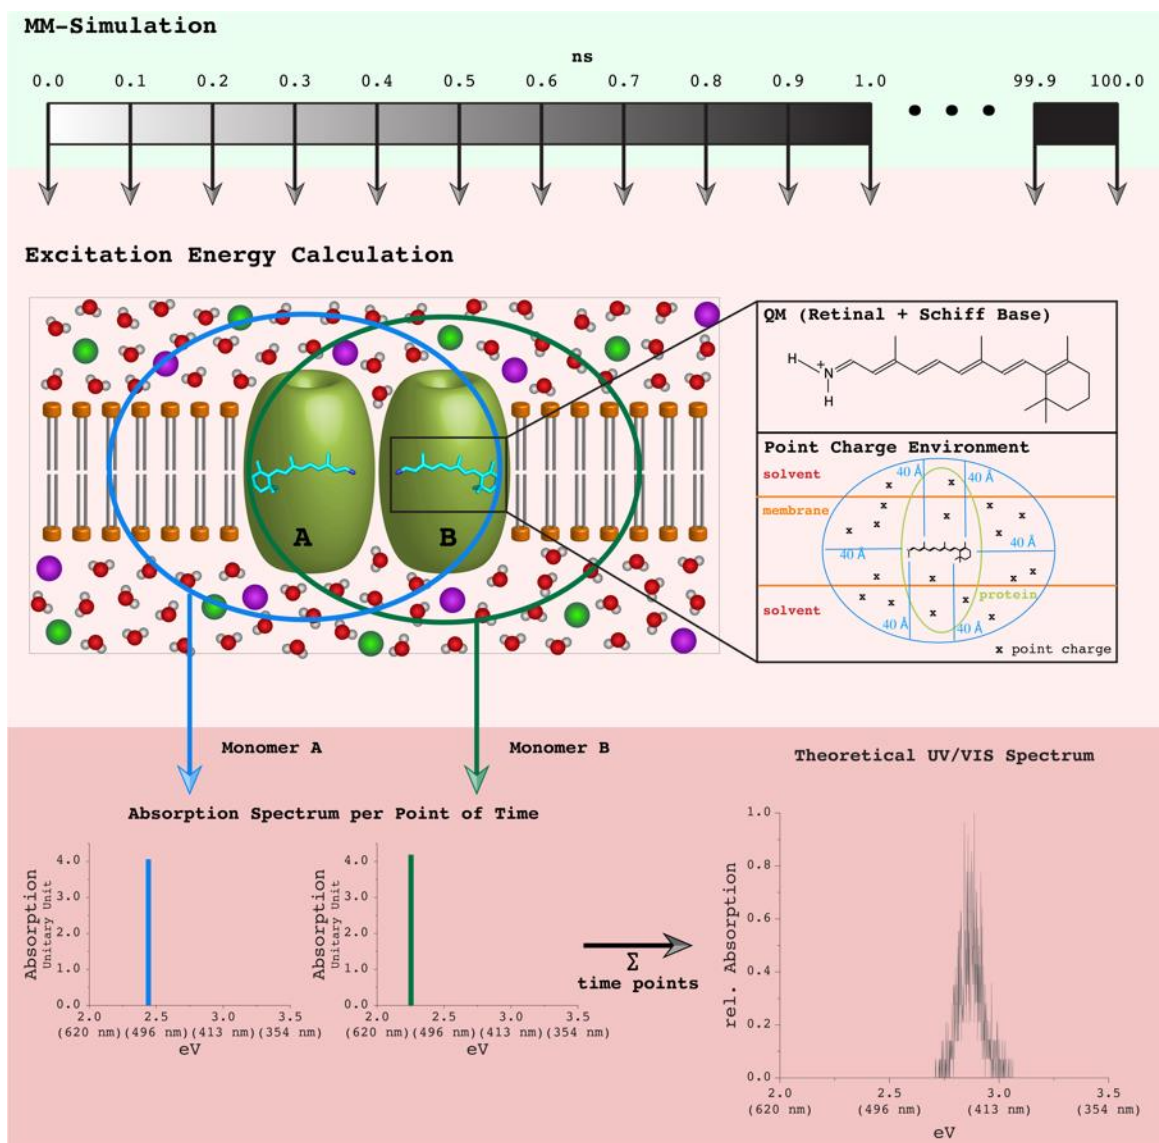 MM-Simulation
ns
0.0 0.1 0.2 0.3 0.4 0.5 0.6 0.7 0.8 0.9 1.0 99.9 100.0
Excitation Energy Calculation
A B
QM (Retinal + Schiff Base)
H
+
N
H
Point Charge Environment
solvent
40 Å 40 Å
x x
membrane
x x x
x x x x
40 Å 40 Å
x x x x
protein
x x x
solvent
x x
40 Å 40 Å
x point charge
Monomer A
Monomer B
Absorption Spectrum per Point of Time
Absorption
Unitary Unit
4.0
3.0
2.0
1.0
0.0
2.0 2.5 3.0 3.5
(620 nm) (496 nm) (413 nm) (354 nm)
eV
Absorption
Unitary Unit
4.0
3.0
2.0
1.0
0.0
2.0 2.5 3.0 3.5
(620 nm) (496 nm) (413 nm) (354 nm)
eV
Σ
time points
Theoretical UV/VIS Spectrum
rel. Absorption
1.0
0.8
0.6
0.4
0.2
0.0
2.0 2.5 3.0 3.5
(620 nm) (496 nm) (413 nm) (354 nm)
eV